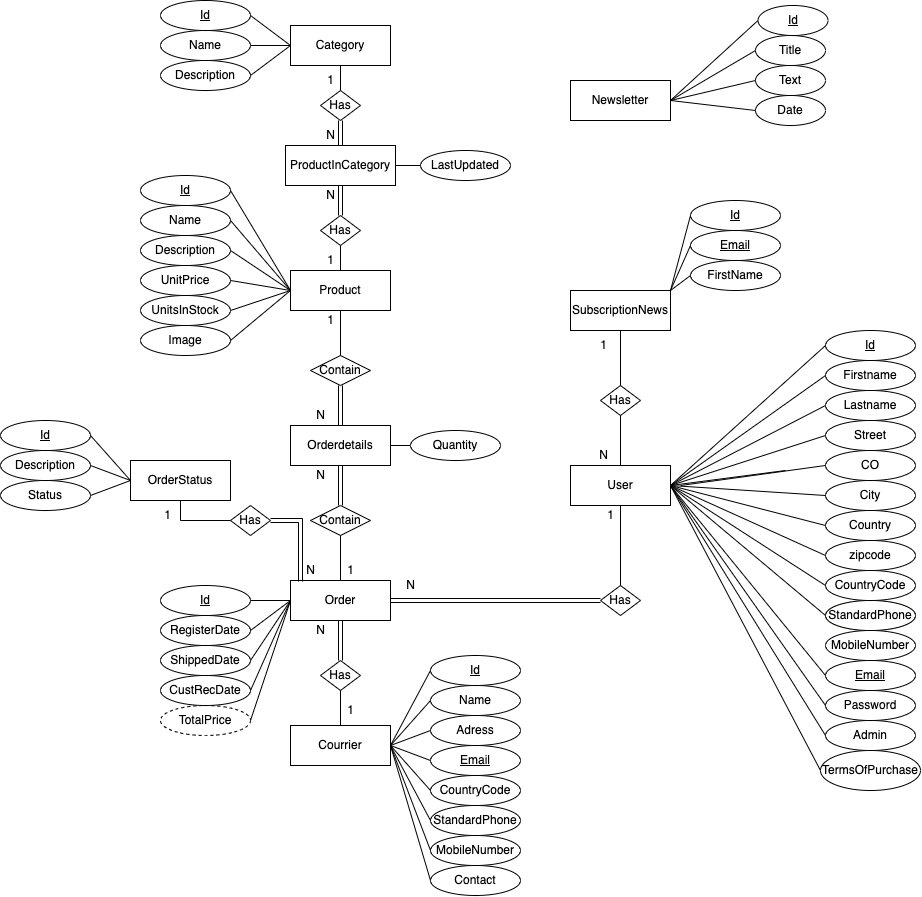 Id
Name
Description
Category
1
Has
N
ProductInCategory
LastUpdated
N
Has
1
Id
Name
Description
UnitPrice
UnitsInStock
Image
Product
1
Contain
N
Orderdetails
Quantity
N
Contain
1
Id
Description
Status
OrderStatus
1
Has
N
Id
RegisterDate
ShippedDate
CustRecDate
TotalPrice
Order
N
Has
1
Courrier
Id
Name
Adress
Email
CountryCode
StandardPhone
MobileNumber
Contact
Newsletter
Id
Title
Text
Date
Id
Email
FirstName
SubscriptionNews
1
Has
N
User
1
Has
N
Id
Firstname
Lastname
Street
CO
City
Country
zipcode
CountryCode
StandardPhone
MobileNumber
Email
Password
Admin
TermsOfPurchase